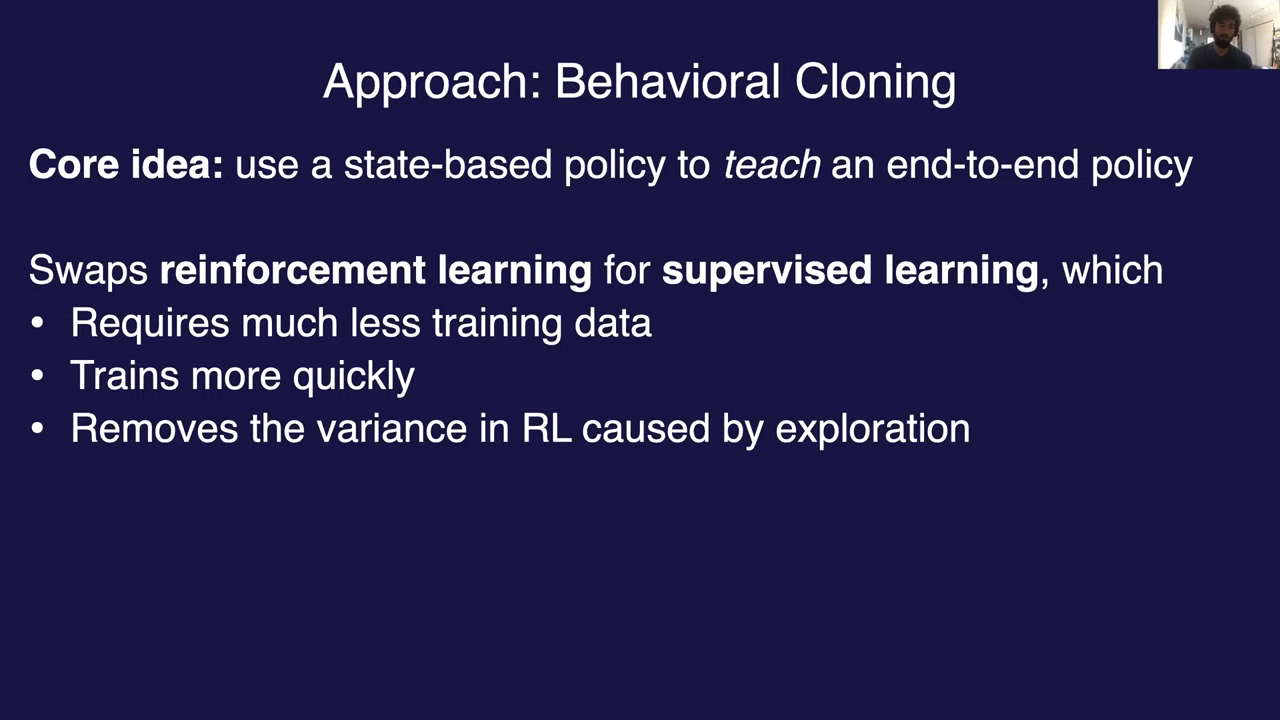 Approach: Behavioral Cloning
Core idea: use a state-based policy to teach an end-to-end policy
Swaps reinforcement learning for supervised learning, which
• Requires much less training data
• Trains more quickly
• Removes the variance in RL caused by exploration